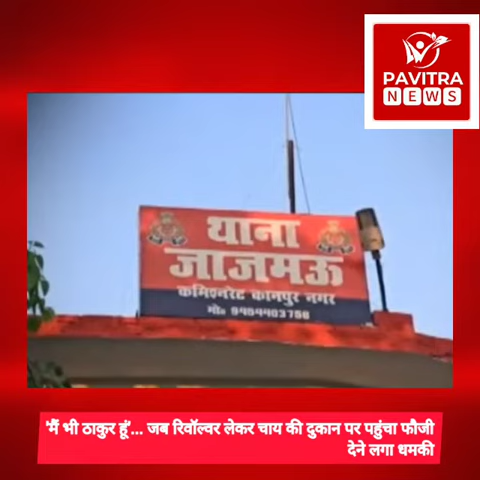 PAVITRA
NEWS
थाना
जाजमऊ
कमिश्नरेट कानपुर नगर
मो० 9454403758
'मैं भी ठाकुर हूं'... जब रिवॉल्वर लेकर चाय की दुकान पर पहुंचा फौजी
देने लगा धमकी